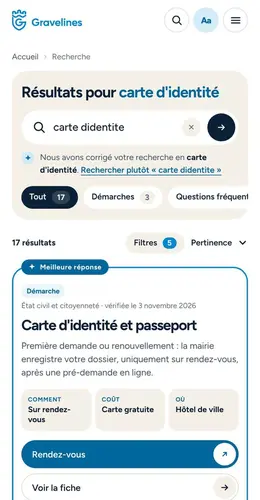 Gravelines
Aa
Accueil > Recherche
Résultats pour carte d'identité
carte didentite
Nous avons corrigé votre recherche en carte
d'identité. Rechercher plutôt « carte didentite »
Tout 17 Démarches 3 Questions fréquent
17 résultats Filtres 5 Pertinence
Meilleure réponse
Démarche
État civil et citoyenneté · vérifiée le 3 novembre 2026
Carte d'identité et passeport
Première demande ou renouvellement : la mairie
enregistre votre dossier, uniquement sur rendez-vous,
après une pré-demande en ligne.
COMMENT COÛT OÙ
Sur rendez- Carte gratuite Hôtel de ville
vous
Rendez-vous
Voir la fiche